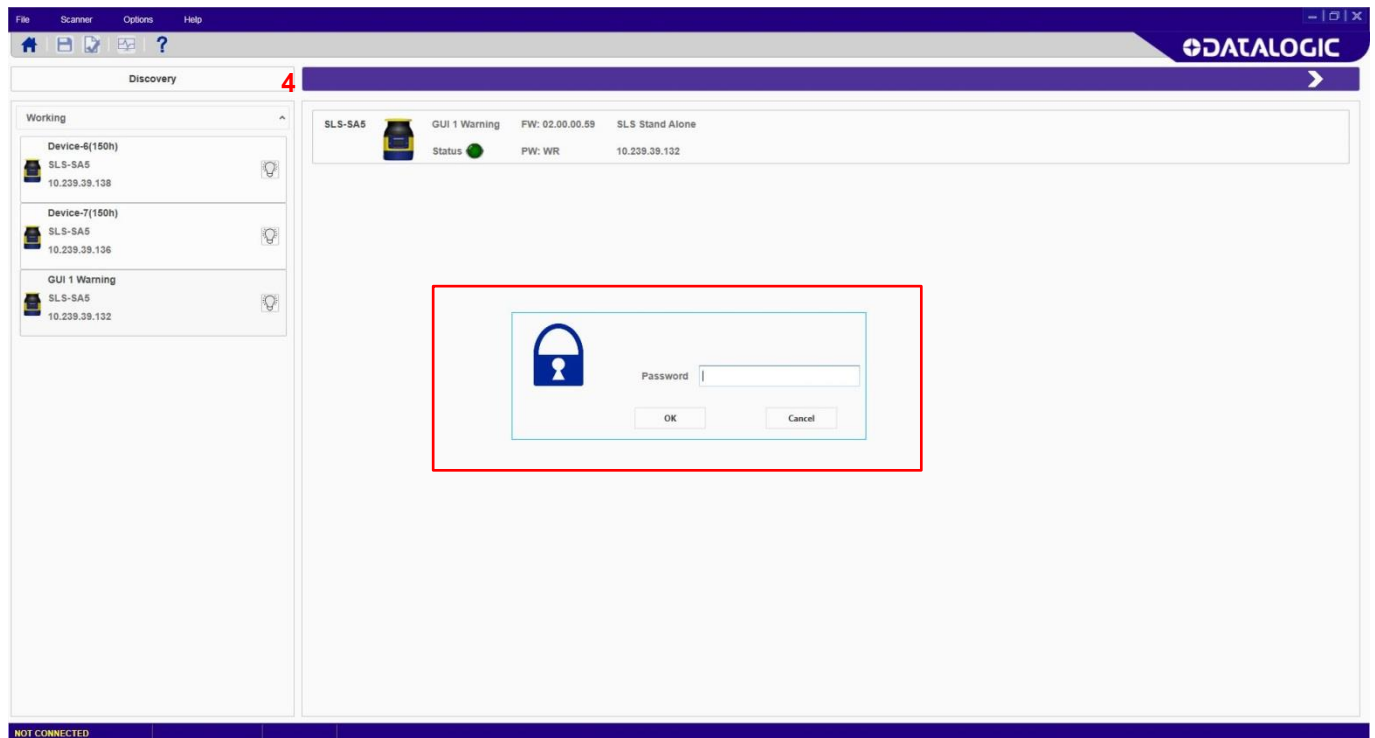 File Scanner Options Help
?
DATALOGIC
Discovery
4
Working
Device-6(150h)
SLS-SA5
10.239.39.138
Device-7(150h)
SLS-SA5
10.239.39.136
GUI 1 Warning
SLS-SA5
10.239.39.132
SLS-SA5 GUI 1 Warning FW: 02.00.00.59 SLS Stand Alone
Status PW: WR 10.239.39.132
Password
OK Cancel
NOT CONNECTED